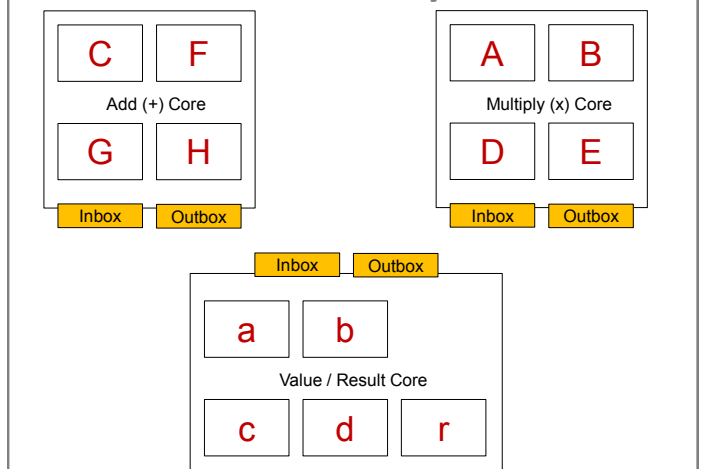 C F
Add (+) Core
G H
Inbox Outbox
A B
Multiply (x) Core
D E
Inbox Outbox
Inbox Outbox
a b
Value / Result Core
c d r